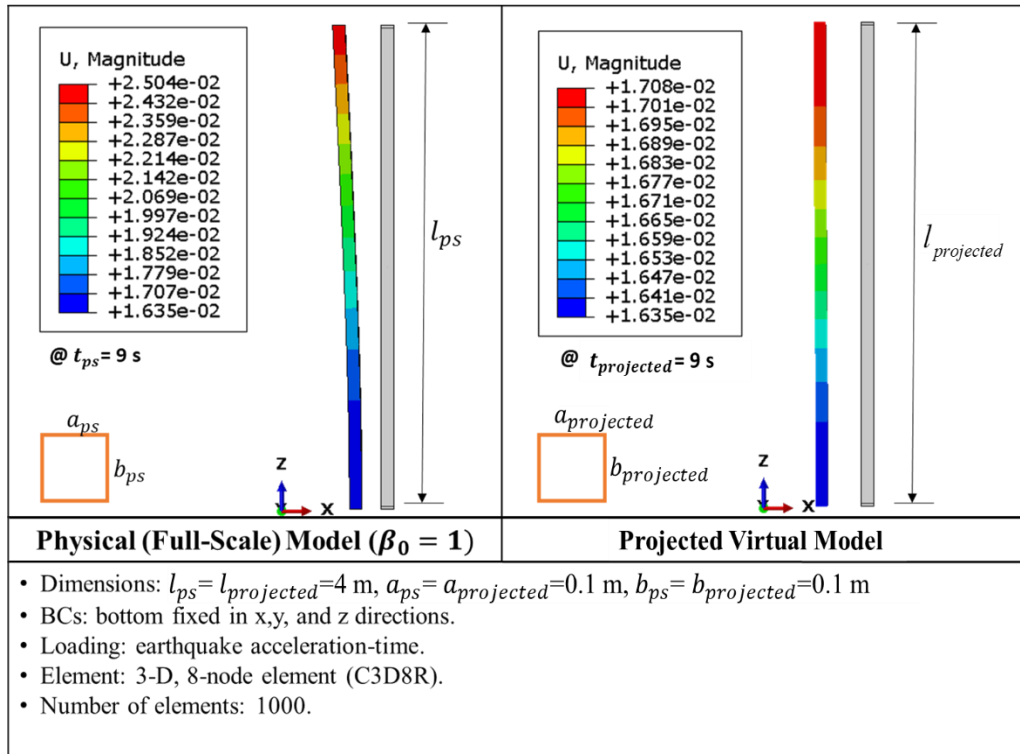 U, Magnitude
+2.504e-02
+2.432e-02
+2.359e-02
+2.287e-02
+2.214e-02
+2.142e-02
+2.069e-02
+1.997e-02
+1.924e-02
+1.852e-02
+1.779e-02
+1.707e-02
+1.635e-02
@ t_ps= 9 s
l_ps
a_ps
b_ps
Z
Y
X
U, Magnitude
+1.708e-02
+1.701e-02
+1.695e-02
+1.689e-02
+1.683e-02
+1.677e-02
+1.671e-02
+1.665e-02
+1.659e-02
+1.653e-02
+1.647e-02
+1.641e-02
+1.635e-02
@ t_projected= 9 s
l_projected
a_projected
b_projected
Z
Y
X
Physical (Full-Scale) Model (β_0 = 1)
Projected Virtual Model
• Dimensions: l_ps= l_projected=4 m, a_ps= a_projected=0.1 m, b_ps= b_projected=0.1 m
• BCs: bottom fixed in x,y, and z directions.
• Loading: earthquake acceleration-time.
• Element: 3-D, 8-node element (C3D8R).
• Number of elements: 1000.